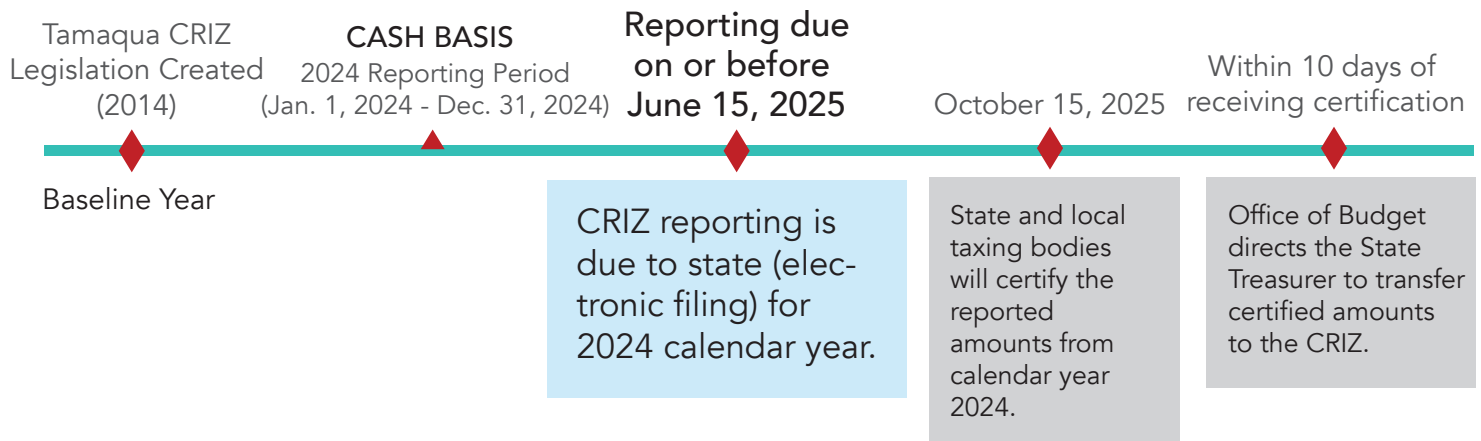 Tamaqua CRIZ
Legislation Created
(2014)
CASH BASIS
2024 Reporting Period
(Jan. 1, 2024 - Dec. 31, 2024)
Reporting due
on or before
June 15, 2025
October 15, 2025
Within 10 days of
receiving certification
Baseline Year
CRIZ reporting is
due to state (elec-
tronic filing) for
2024 calendar year.
State and local
taxing bodies
will certify the
reported
amounts from
calendar year
2024.
Office of Budget
directs the State
Treasurer to transfer
certified amounts
to the CRIZ.